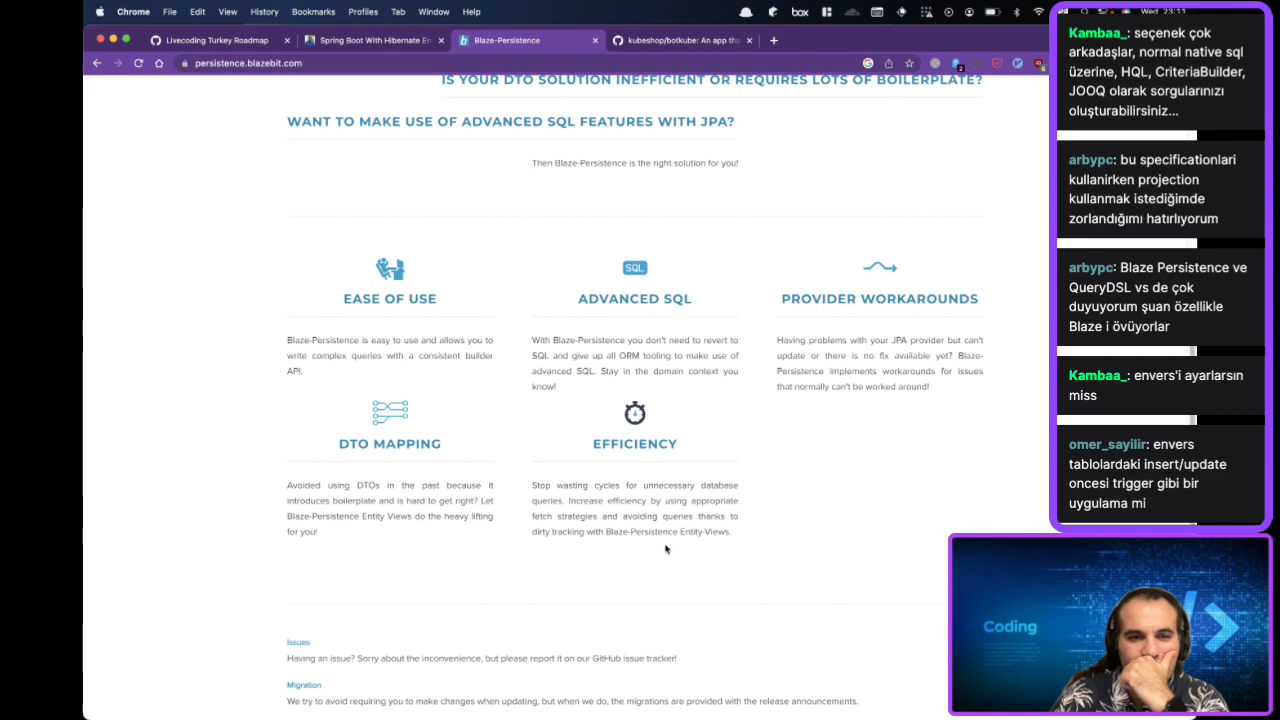 Chrome File Edit View History Bookmarks Profiles Tab Window Help
Wed 23:11
Livecoding Turkey Roadmap
Spring Boot With Hibernate En
Blaze-Persistence
kubeshop/botkube: An app tha
persistence.blazebit.com
IS YOUR DTO SOLUTION INEFFICIENT OR REQUIRES LOTS OF BOILERPLATE?
WANT TO MAKE USE OF ADVANCED SQL FEATURES WITH JPA?
Then Blaze-Persistence is the right solution for you!
EASE OF USE
Blaze-Persistence is easy to use and allows you to
write complex queries with a consistent builder
API.
SQL
ADVANCED SQL
With Blaze-Persistence you don't need to revert to
SQL and give up all ORM tooling to make use of
advanced SQL. Stay in the domain context you
know!
PROVIDER WORKAROUNDS
Having problems with your JPA provider but can't
update or there is no fix available yet? Blaze-
Persistence implements workarounds for issues
that normally can't be worked around!
DTO MAPPING
Avoided using DTOs in the past because it
introduces boilerplate and is hard to get right? Let
Blaze-Persistence Entity Views do the heavy lifting
for you!
EFFICIENCY
Stop wasting cycles for unnecessary database
queries. Increase efficiency by using appropriate
fetch strategies and avoiding queries thanks to
dirty tracking with Blaze-Persistence Entity-Views.
Issues
Having an issue? Sorry about the inconvenience, but please report it on our GitHub issue tracker!
Migration
We try to avoid requiring you to make changes when updating, but when we do, the migrations are provided with the release announcements.
Kambaa_: seçenek çok
arkadaşlar, normal native sql
üzerine, HQL, CriteriaBuilder,
JOOQ olarak sorgularınızı
oluşturabilirsiniz...
arbypc: bu specificationlari
kullanirken projection
kullanmak istediğimde
zorlandığımı hatırlıyorum
arbypc: Blaze Persistence ve
QueryDSL vs de çok
duyuyorum şuan özellikle
Blaze i övüyorlar
Kambaa_: envers'i ayarlarsın
miss
omer_sayilir: envers
tablolardaki insert/update
oncesi trigger gibi bir
uygulama mi
Coding